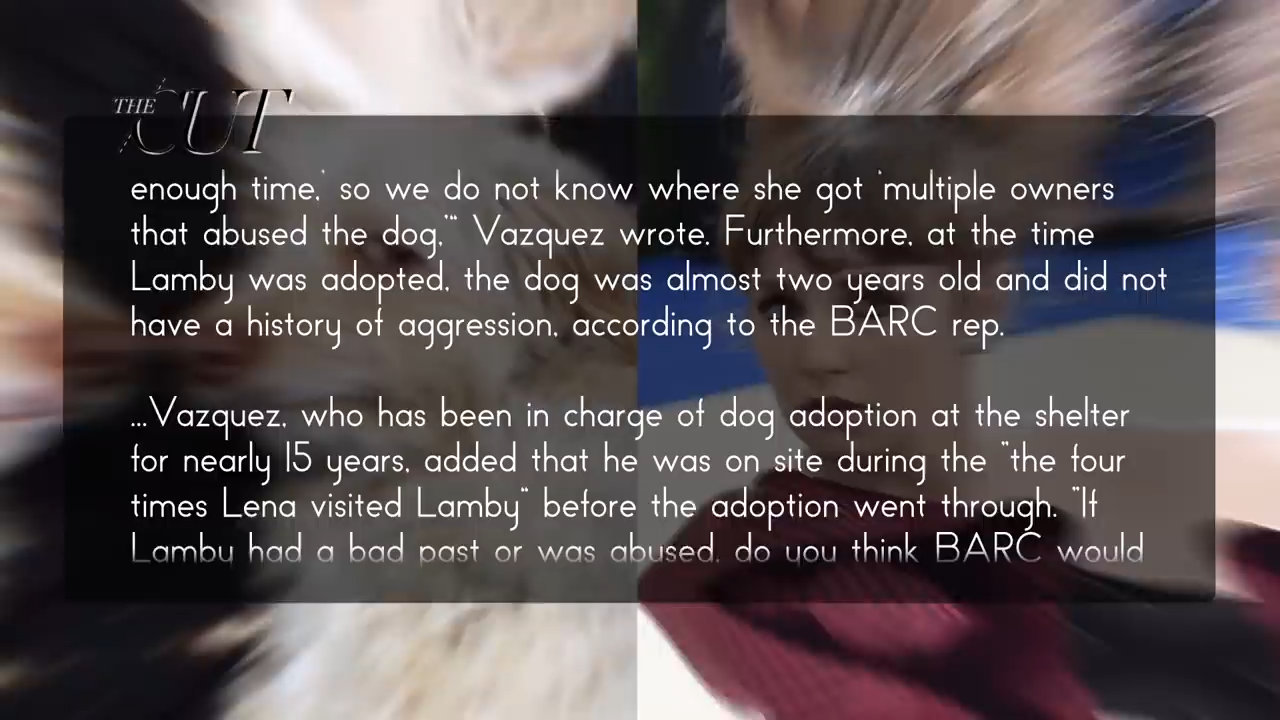 THE CUT
enough time,' so we do not know where she got 'multiple owners
that abused the dog,'" Vazquez wrote. Furthermore, at the time
Lamby was adopted, the dog was almost two years old and did not
have a history of aggression, according to the BARC rep.
...Vazquez, who has been in charge of dog adoption at the shelter
for nearly 15 years, added that he was on site during the "the four
times Lena visited Lamby" before the adoption went through. "If
Lamby had a bad past or was abused, do you think BARC would